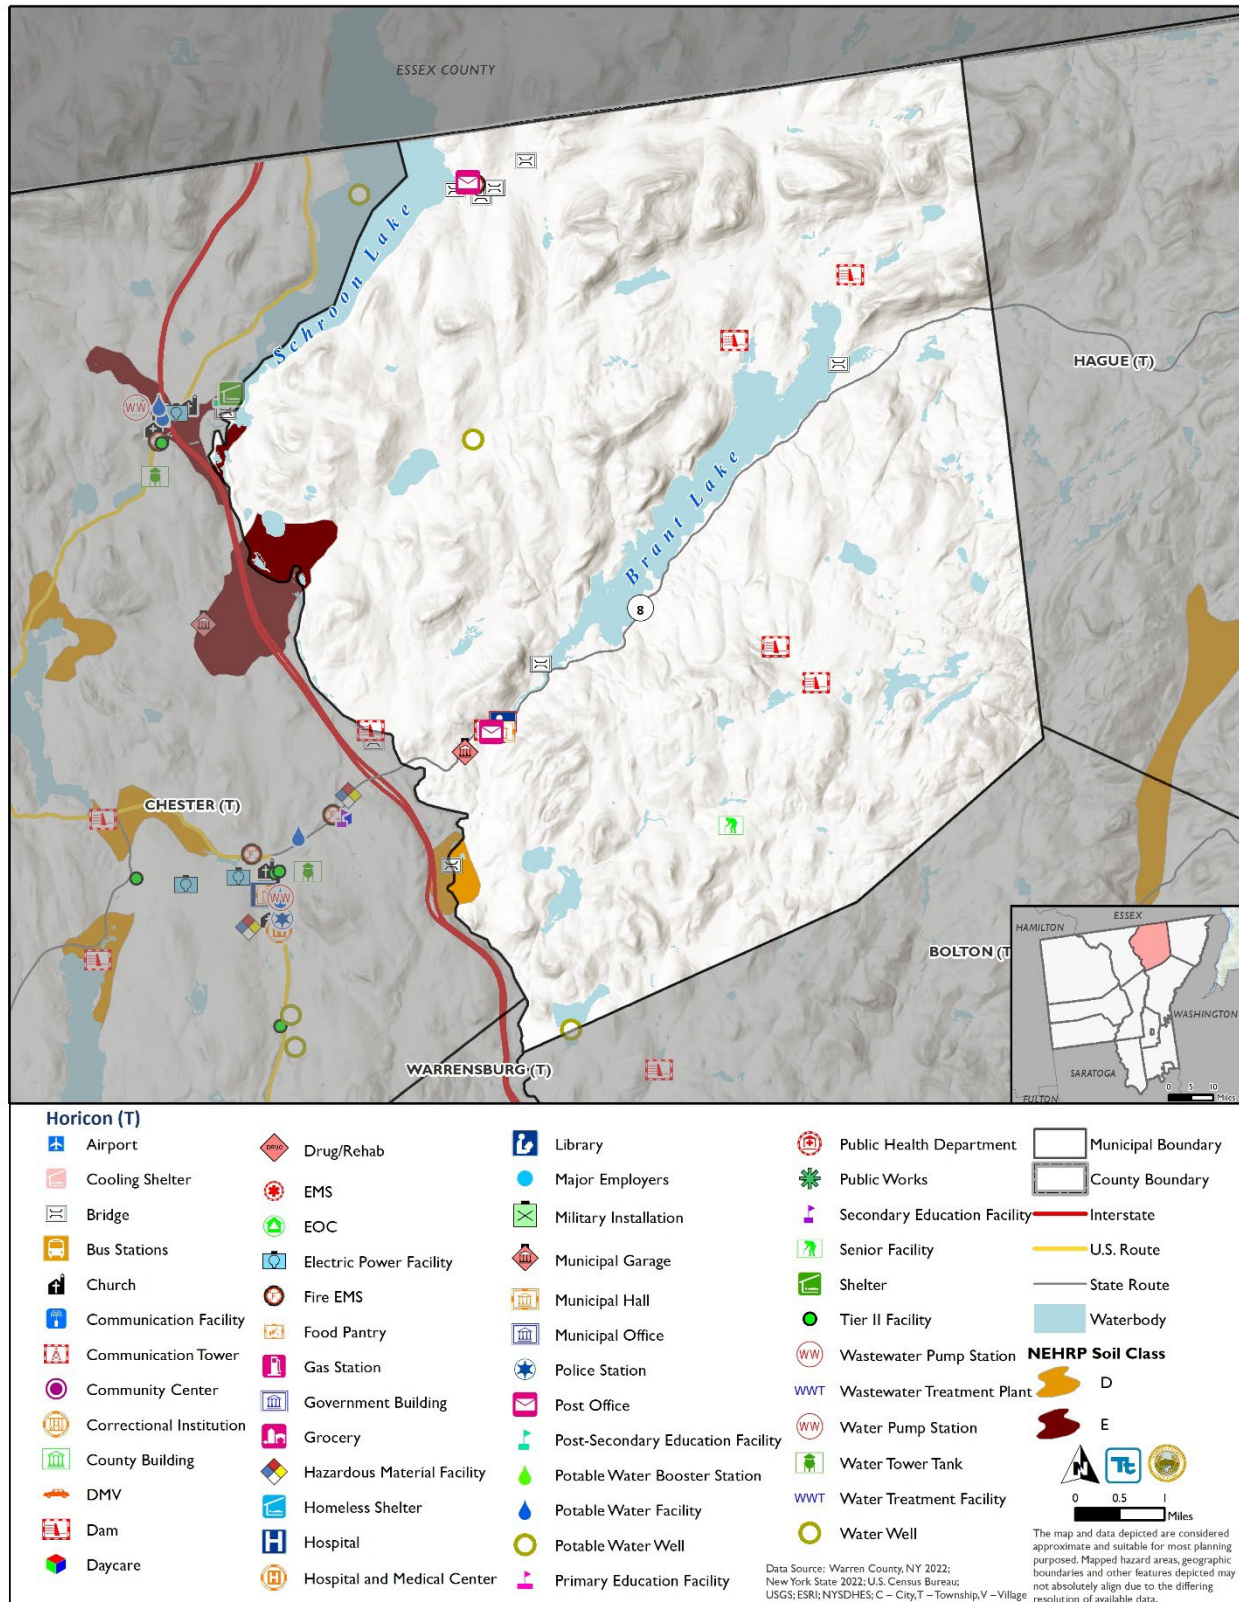 ESSEX COUNTY
Schroon Lake
HAGUE (T)
Brant Lake
8
WW
CHESTER (T)
WW
BOLTON (T
WARRENSBURG (T)
ESSEX
HAMILTON
WASHINGTON
SARATOGA
FULTON
0 5 10
Miles
Horicon (T)
Airport
Cooling Shelter
Bridge
Bus Stations
Church
Communication Facility
Communication Tower
Community Center
Correctional Institution
County Building
DMV
Dam
Daycare
DRUG
Drug/Rehab
EMS
EOC
Electric Power Facility
F
Fire EMS
Food Pantry
Gas Station
Government Building
Grocery
Hazardous Material Facility
Homeless Shelter
H
Hospital
H
Hospital and Medical Center
Library
Major Employers
Military Installation
Municipal Garage
Municipal Hall
Municipal Office
Police Station
Post Office
Post-Secondary Education Facility
Potable Water Booster Station
Potable Water Facility
Potable Water Well
Primary Education Facility
Public Health Department
Public Works
Secondary Education Facility
Senior Facility
Shelter
Tier II Facility
WW
Wastewater Pump Station
WWT
Wastewater Treatment Plant
WW
Water Pump Station
Water Tower Tank
WWT
Water Treatment Facility
Water Well
Data Source: Warren County, NY 2022;
New York State 2022; U.S. Census Bureau;
USGS; ESRI; NYSDHES; C – City, T – Township, V – Village
Municipal Boundary
County Boundary
Interstate
U.S. Route
State Route
Waterbody
NEHRP Soil Class
D
E
N
Tt
0 0.5 1
Miles
The map and data depicted are considered
approximate and suitable for most planning
purposed. Mapped hazard areas, geographic
boundaries and other features depicted may
not absolutely align due to the differing
resolution of available data.